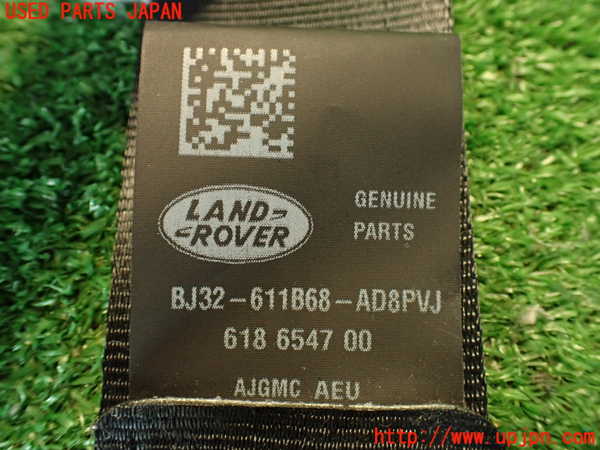 USED PARTS JAPAN
LAND
ROVER
GENUINE
PARTS
BJ32-611B68-AD8PVJ
618 6547 00
AJGMC AEU
http://www.upjpn.com/